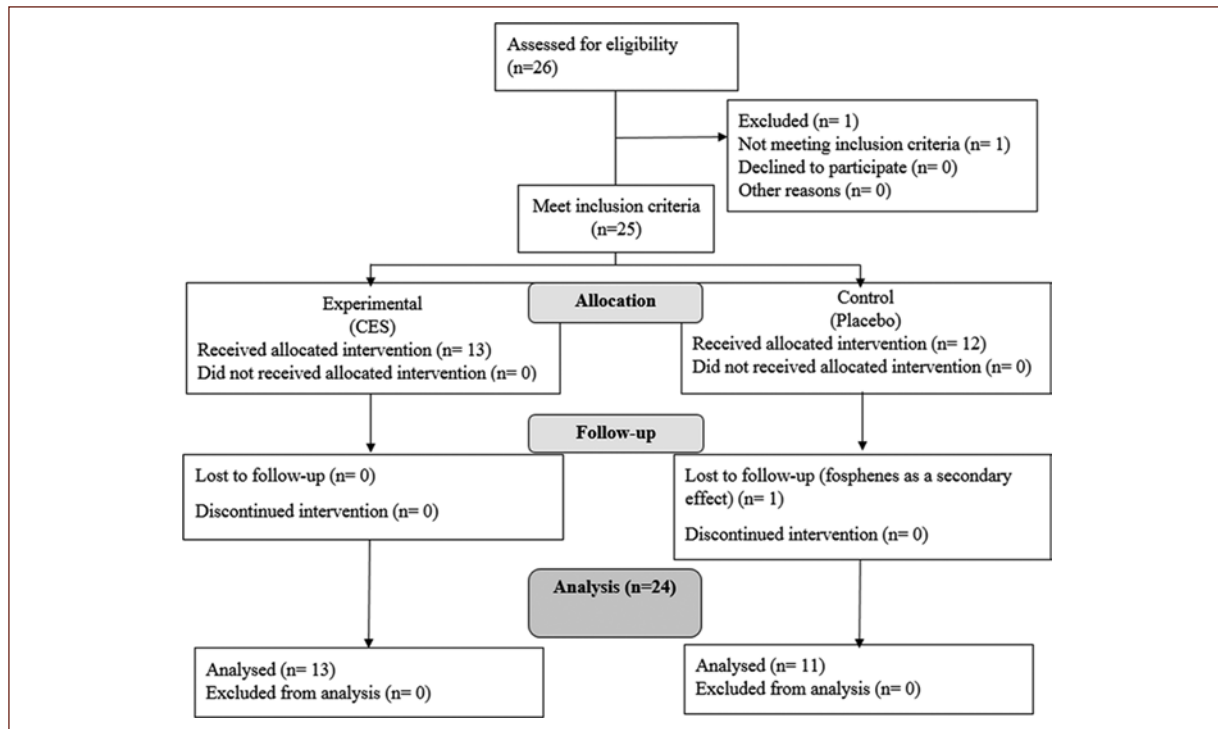 Assessed for eligibility
(n=26)
Excluded (n= 1)
Not meeting inclusion criteria (n= 1)
Declined to participate (n= 0)
Other reasons (n= 0)
Meet inclusion criteria
(n=25)
Allocation
Experimental
(CES)
Received allocated intervention (n= 13)
Did not received allocated intervention (n= 0)
Control
(Placebo)
Received allocated intervention (n= 12)
Did not received allocated intervention (n= 0)
Follow-up
Lost to follow-up (n= 0)
Discontinued intervention (n= 0)
Lost to follow-up (fosphenes as a secondary
effect) (n= 1)
Discontinued intervention (n= 0)
Analysis (n=24)
Analysed (n= 13)
Excluded from analysis (n= 0)
Analysed (n= 11)
Excluded from analysis (n= 0)